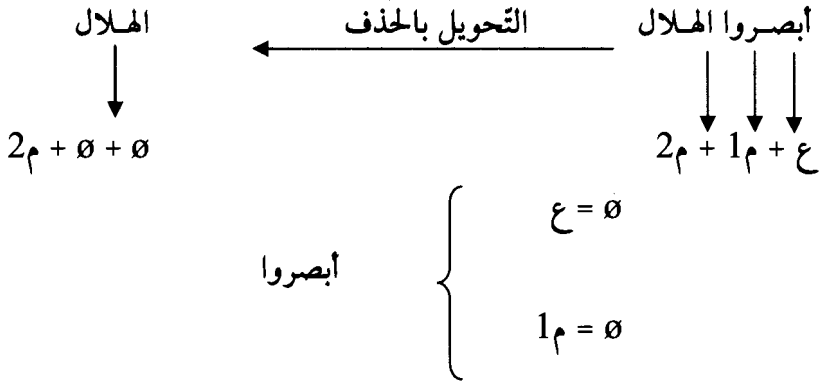 أبصروا الهلال التّحويل بالحذف الهلال
ع + م1 + م2 ø + ø + م2
ع = ø
أبصروا
م1 = ø